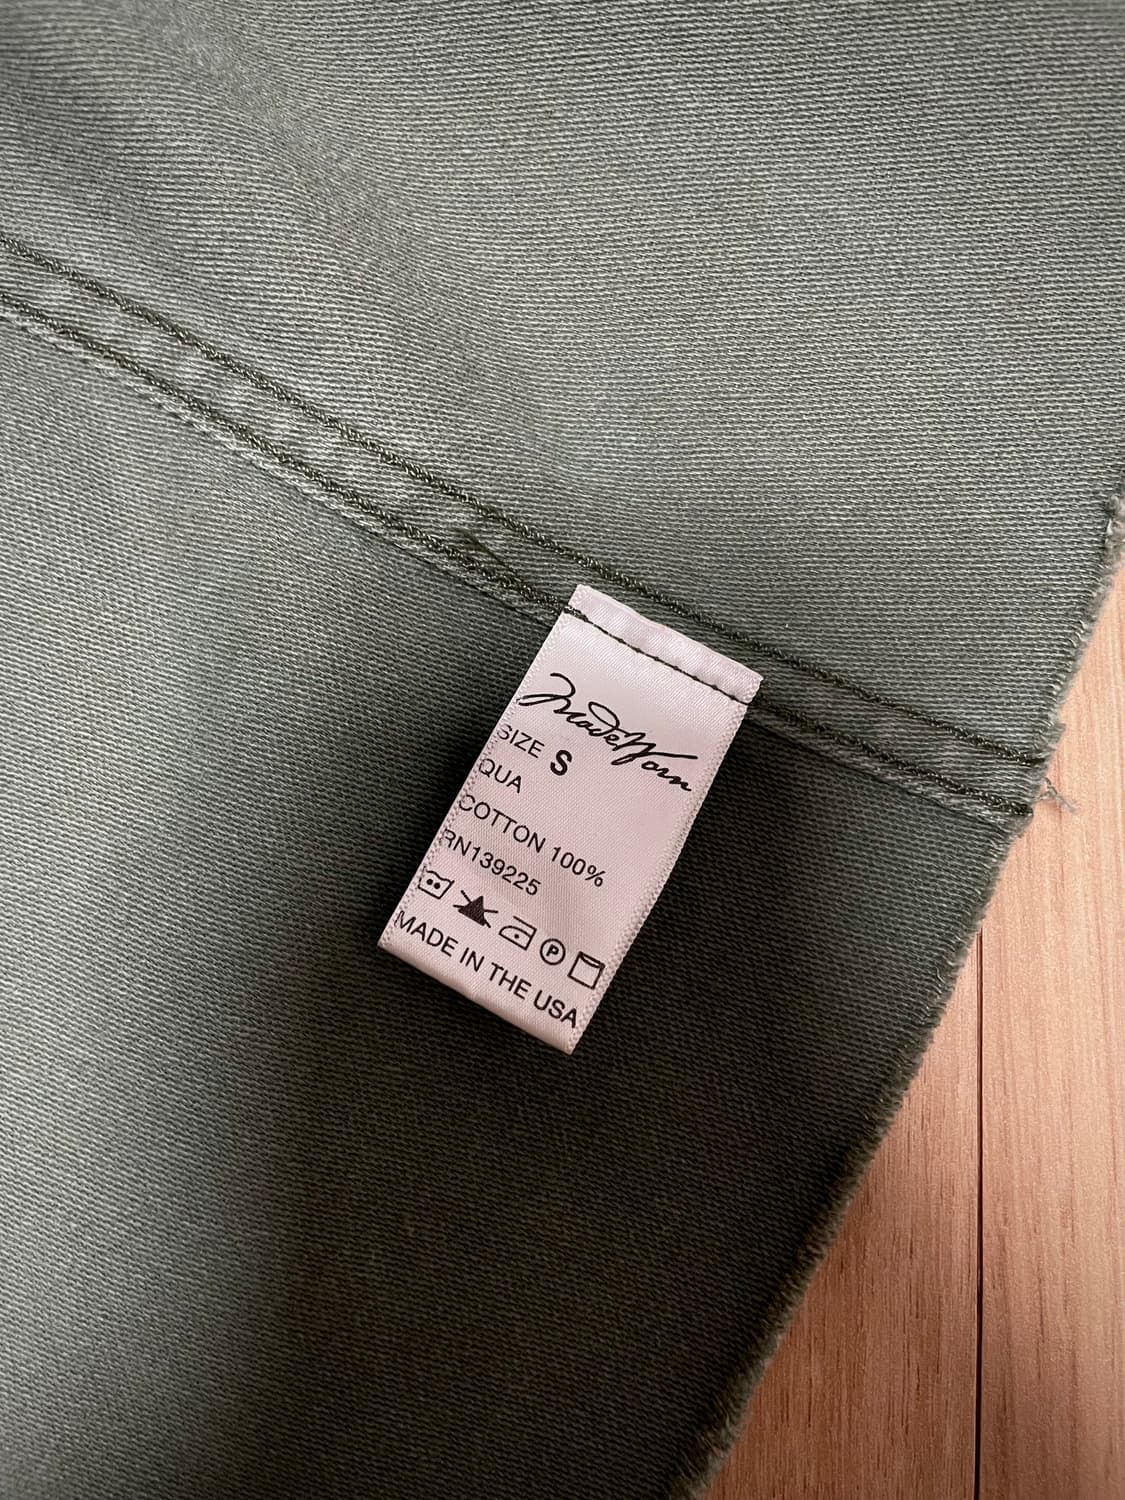 MadeWorn
SIZE S
QUA
COTTON 100%
RN139225
P
MADE IN THE USA